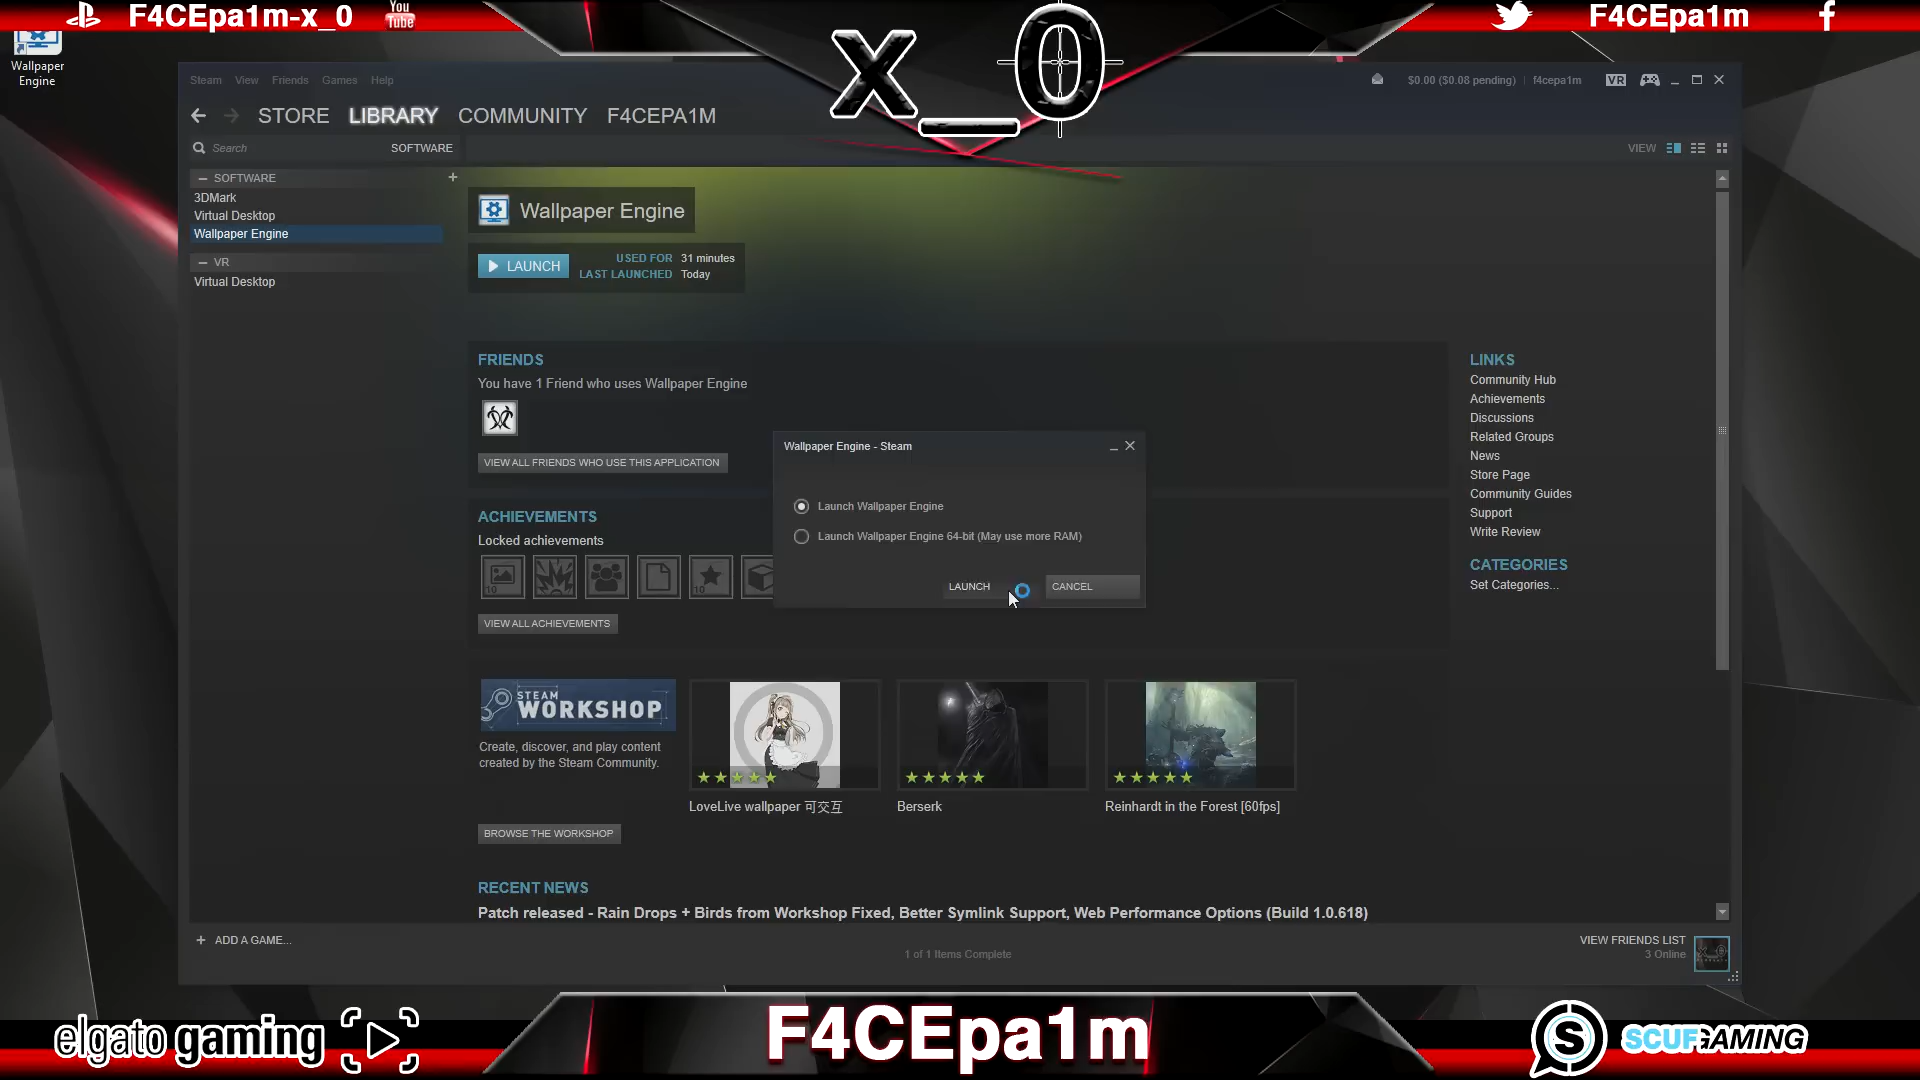 F4CEpa1m-x_0
You
Tube
x_0
F4CEpa1m
Wallpaper
Engine
Steam View Friends Games Help
$0.00 ($0.08 pending) f4cepa1m VR
STORE LIBRARY COMMUNITY F4CEPA1M
Search SOFTWARE
VIEW
SOFTWARE
3DMark
Virtual Desktop
Wallpaper Engine
VR
Virtual Desktop
Wallpaper Engine
LAUNCH
USED FOR 31 minutes
LAST LAUNCHED Today
FRIENDS
You have 1 Friend who uses Wallpaper Engine
VIEW ALL FRIENDS WHO USE THIS APPLICATION
ACHIEVEMENTS
Locked achievements
10
10
VIEW ALL ACHIEVEMENTS
Wallpaper Engine - Steam
Launch Wallpaper Engine
Launch Wallpaper Engine 64-bit (May use more RAM)
LAUNCH CANCEL
LINKS
Community Hub
Achievements
Discussions
Related Groups
News
Store Page
Community Guides
Support
Write Review
CATEGORIES
Set Categories...
STEAM
WORKSHOP
Create, discover, and play content
created by the Steam Community.
BROWSE THE WORKSHOP
LoveLive wallpaper 可交互
Berserk
Reinhardt in the Forest [60fps]
RECENT NEWS
Patch released - Rain Drops + Birds from Workshop Fixed, Better Symlink Support, Web Performance Options (Build 1.0.618)
+ ADD A GAME...
1 of 1 Items Complete
VIEW FRIENDS LIST
3 Online
elgato gaming
F4CEpa1m
S SCUFGAMING